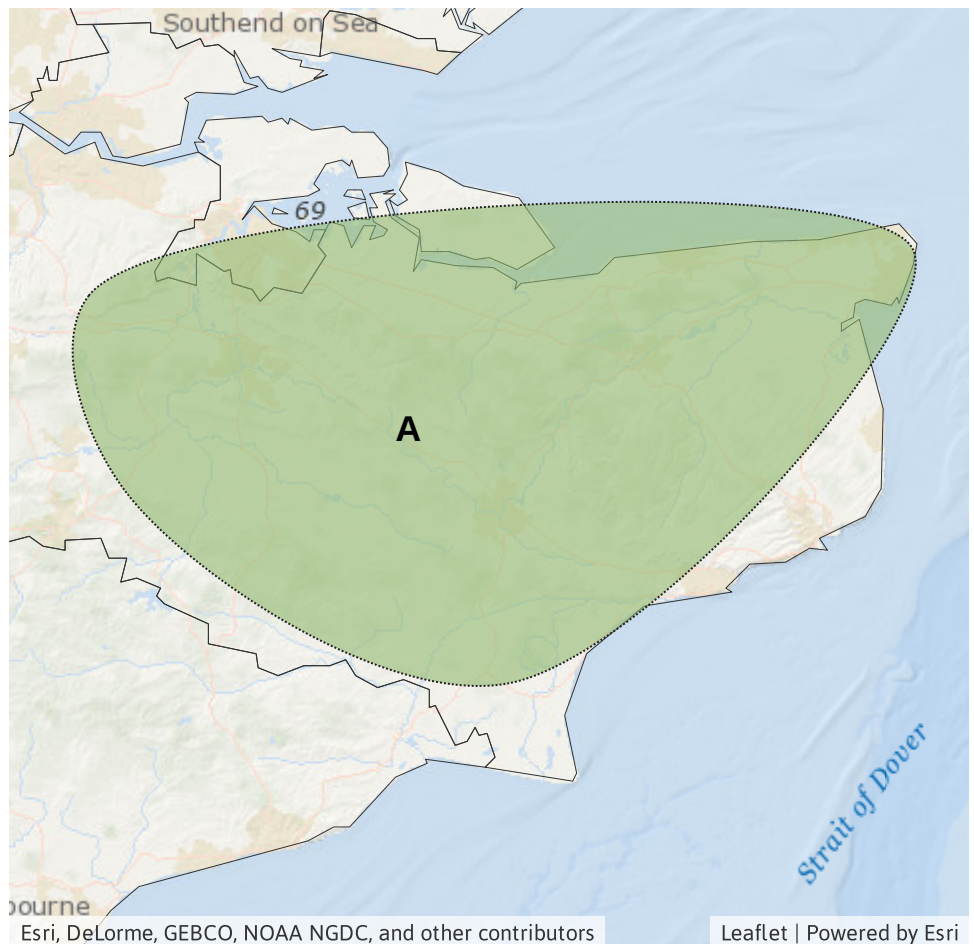 Southend on Sea
69
A
Strait of Dover
bourne
Esri, DeLorme, GEBCO, NOAA NGDC, and other contributors
Leaflet | Powered by Esri